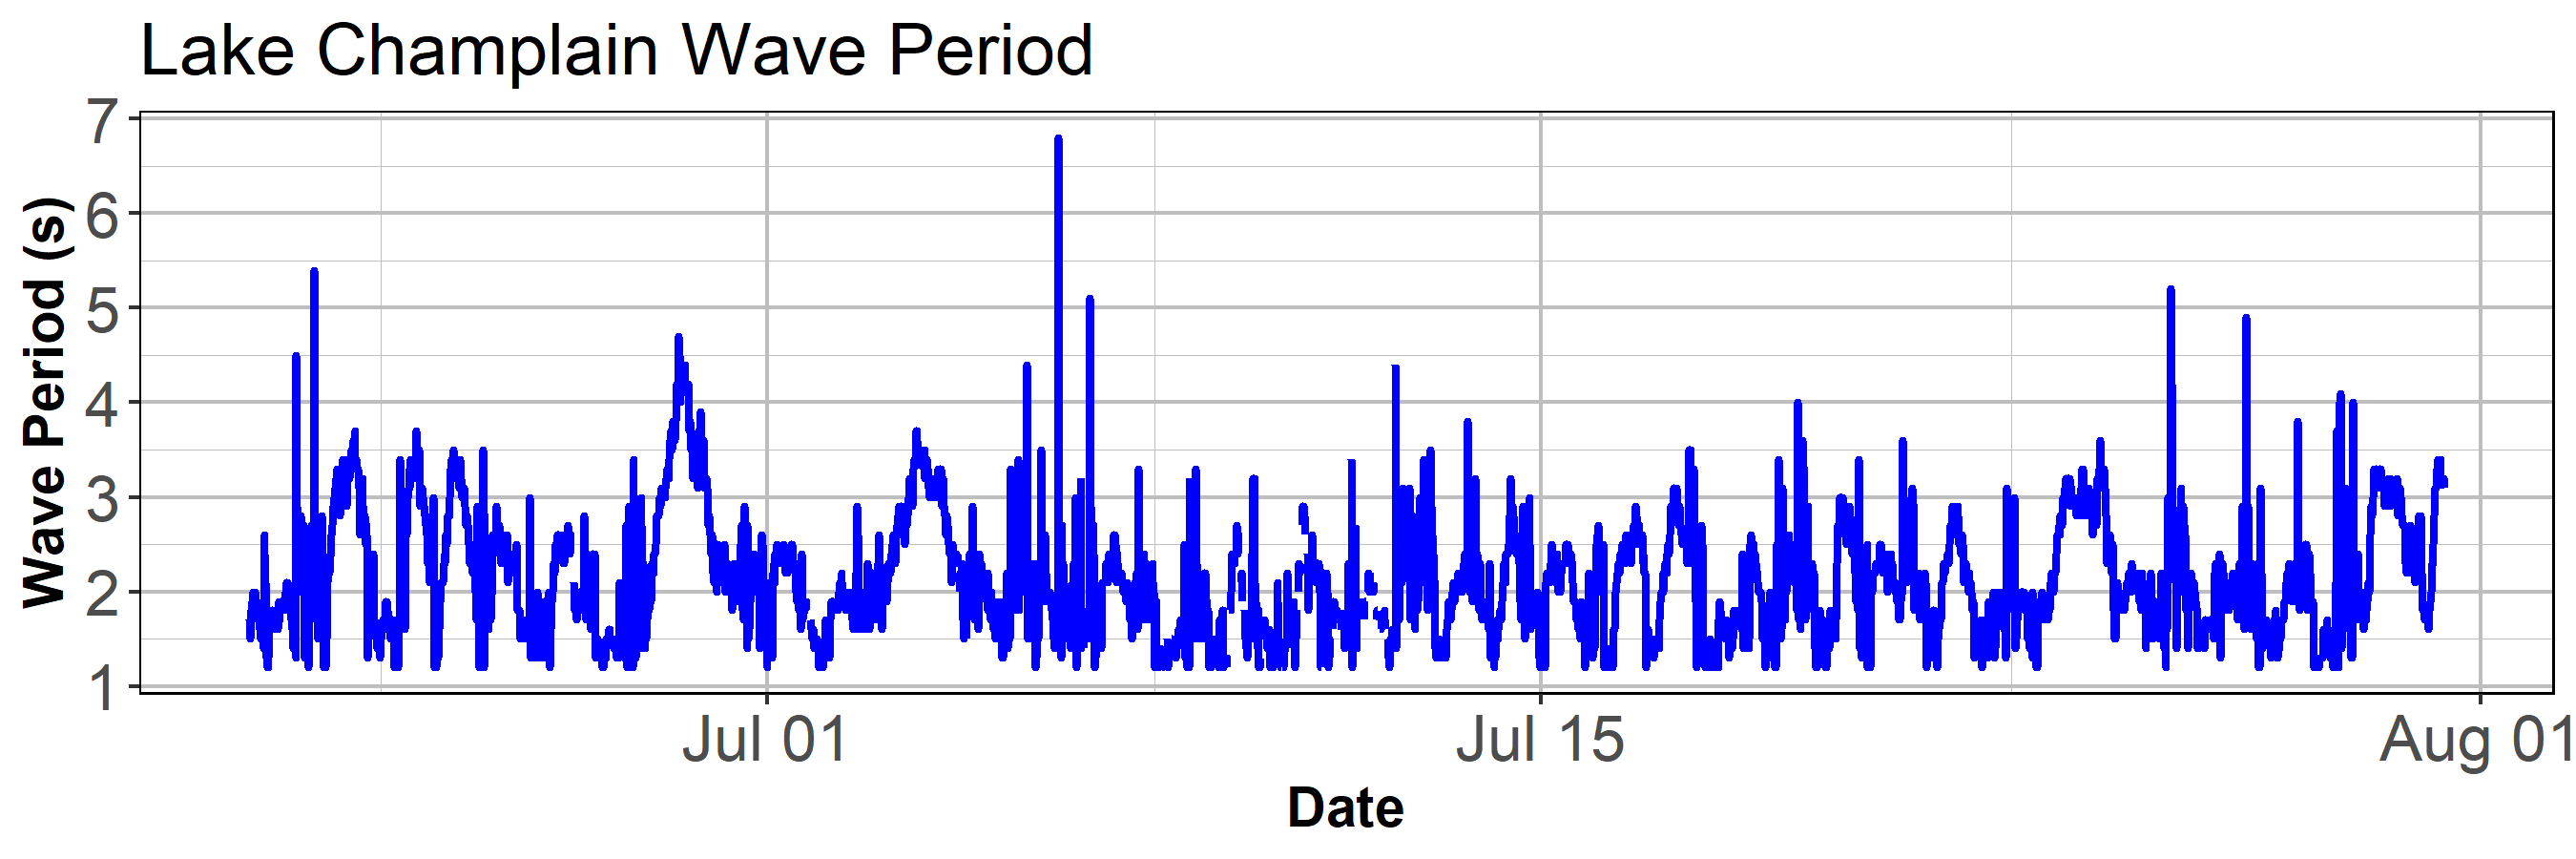 Lake Champlain Wave Period
Wave Period (s)
7
6
5
4
3
2
1
Jul 01
Jul 15
Aug 01
Date